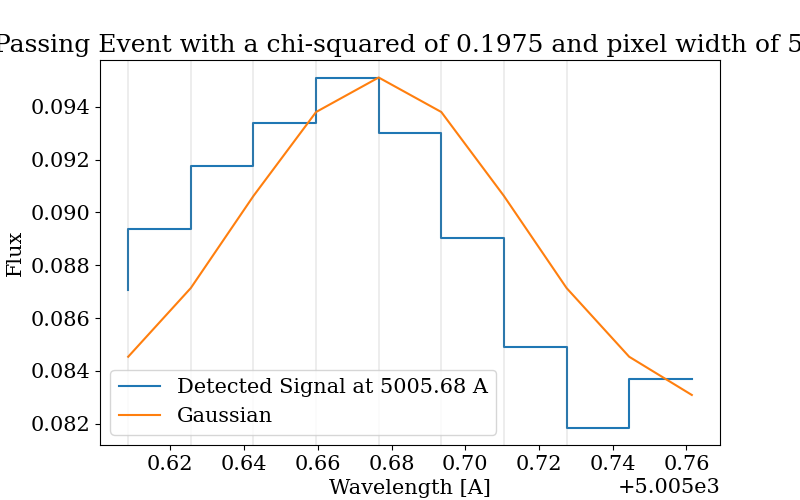 Passing Event with a chi-squared of 0.1975 and pixel width of 5
0.094
0.092
0.090
0.088
0.086
0.084
0.082
Flux
Detected Signal at 5005.68 A
Gaussian
0.62 0.64 0.66 0.68 0.70 0.72 0.74 0.76
+5.005e3
Wavelength [A]